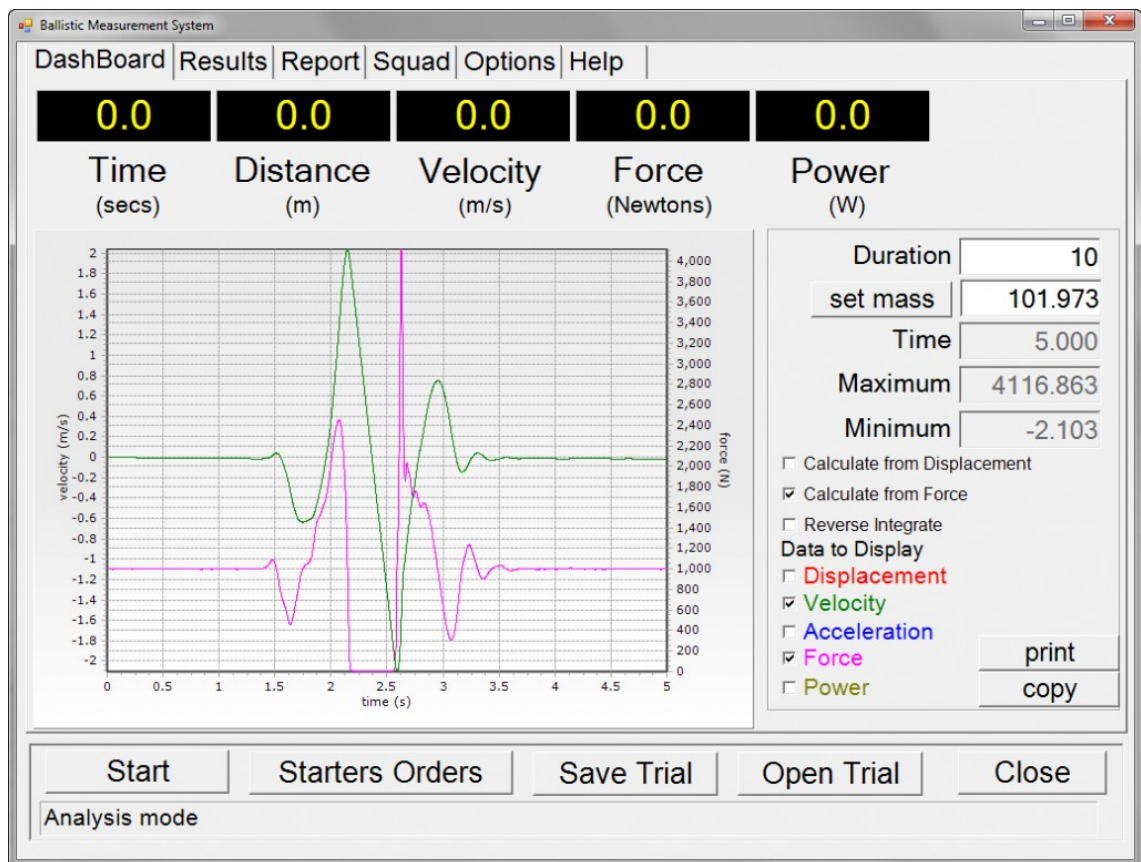 Ballistic Measurement System
DashBoard Results Report Squad Options Help
0.0 0.0 0.0 0.0 0.0
Time Distance Velocity Force Power
(secs) (m) (m/s) (Newtons) (W)
2
1.8
1.6
1.4
1.2
1
0.8
0.6
0.4
0.2
0
-0.2
-0.4
-0.6
-0.8
-1
-1.2
-1.4
-1.6
-1.8
-2
velocity (m/s)
4,000
3,800
3,600
3,400
3,200
3,000
2,800
2,600
2,400
2,200
2,000
1,800
1,600
1,400
1,200
1,000
800
600
400
200
0
force (N)
0 0.5 1 1.5 2 2.5 3 3.5 4 4.5 5
time (s)
Duration 10
set mass 101.973
Time 5.000
Maximum 4116.863
Minimum -2.103
Calculate from Displacement
Calculate from Force
Reverse Integrate
Data to Display
Displacement
Velocity
Acceleration
Force
Power
print
copy
Start Starters Orders Save Trial Open Trial Close
Analysis mode